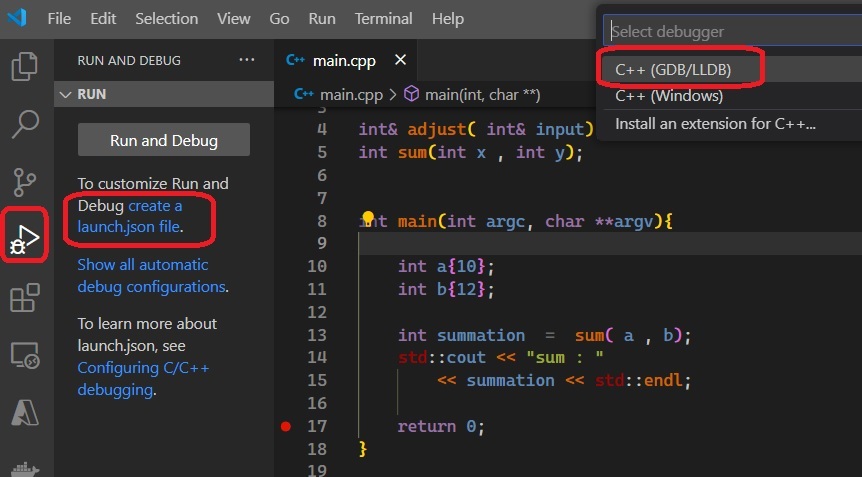 File Edit Selection View Go Run Terminal Help
Select debugger
C++ (GDB/LLDB)
C++ (Windows)
Install an extension for C++...
RUN AND DEBUG ...
RUN
Run and Debug
To customize Run and
Debug create a
launch.json file.
Show all automatic
debug configurations.
To learn more about
launch.json, see
Configuring C/C++
debugging.
C++ main.cpp ×
C++ main.cpp > main(int, char **)
3
4 int& adjust( int& input)
5 int sum(int x , int y);
6
7
8 int main(int argc, char **argv){
9
10 int a{10};
11 int b{12};
12
13 int summation = sum( a , b);
14 std::cout << "sum : "
15 << summation << std::endl;
16
17 return 0;
18 }
19